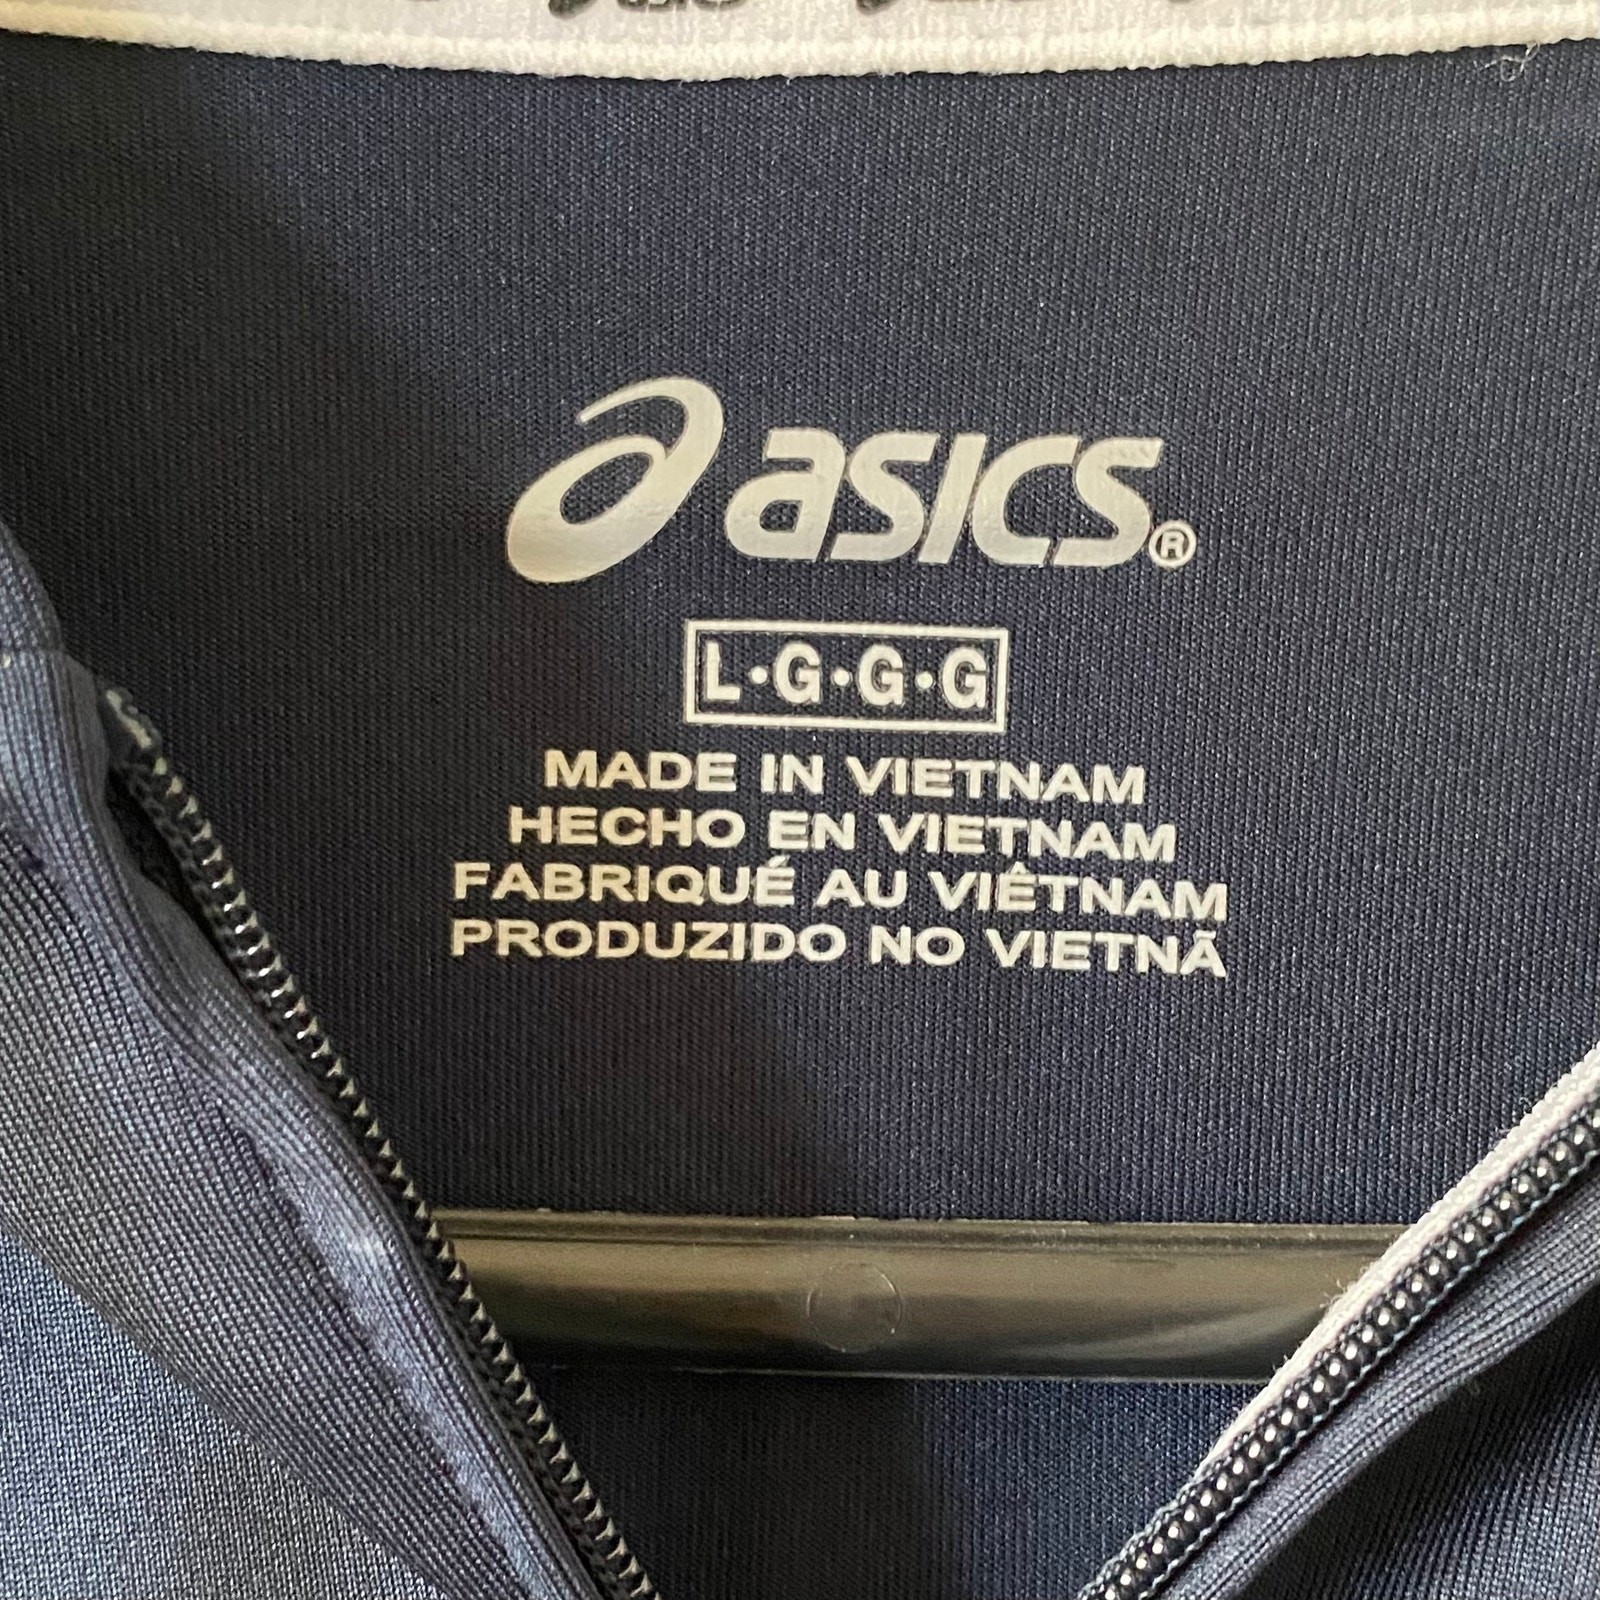 asics®
L·G·G·G
MADE IN VIETNAM
HECHO EN VIETNAM
FABRIQUÉ AU VIÊTNAM
PRODUZIDO NO VIETNÃ